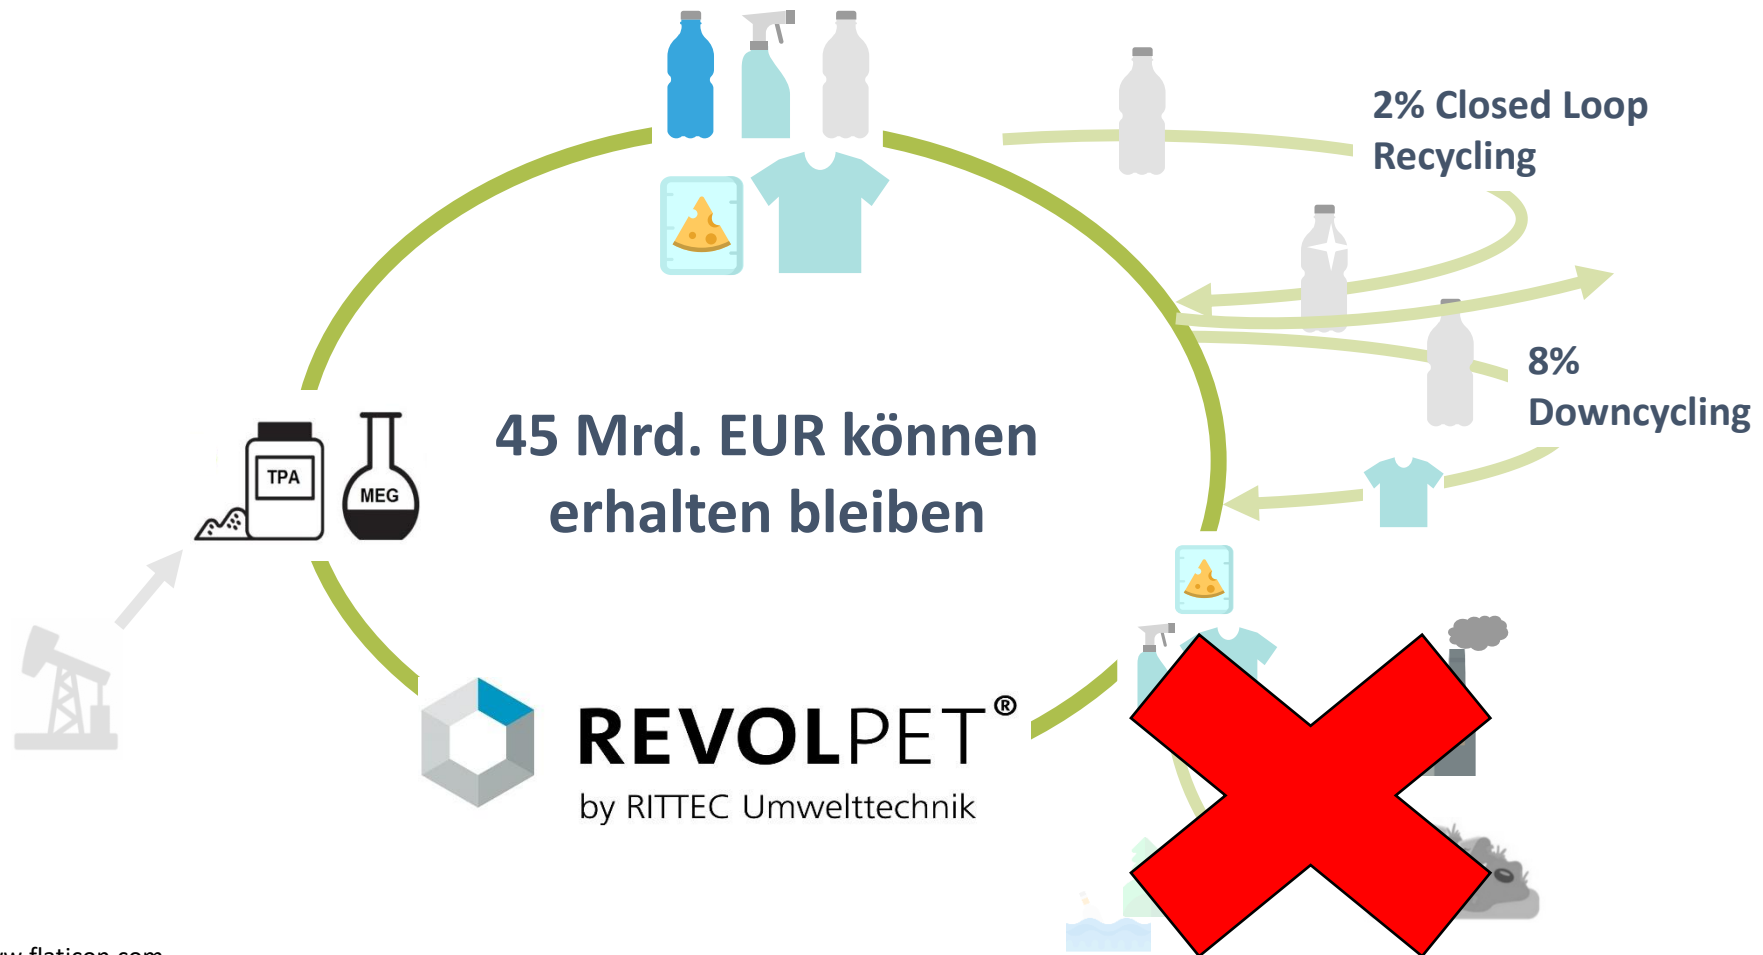 2% Closed Loop
Recycling
8%
Downcycling
45 Mrd. EUR können
erhalten bleiben
TPA
MEG
REVOLPET®
by RITTEC Umwelttechnik